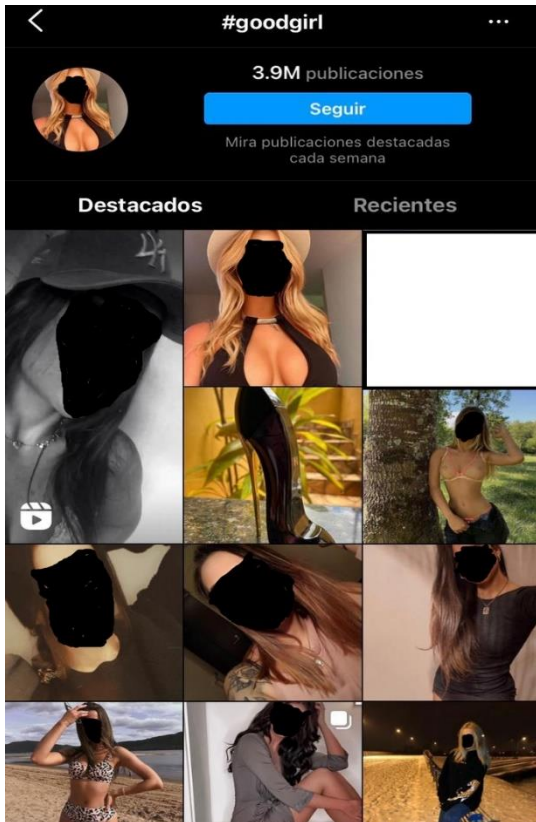 #goodgirl
3.9M publicaciones
Seguir
Mira publicaciones destacadas
cada semana
Destacados
Recientes